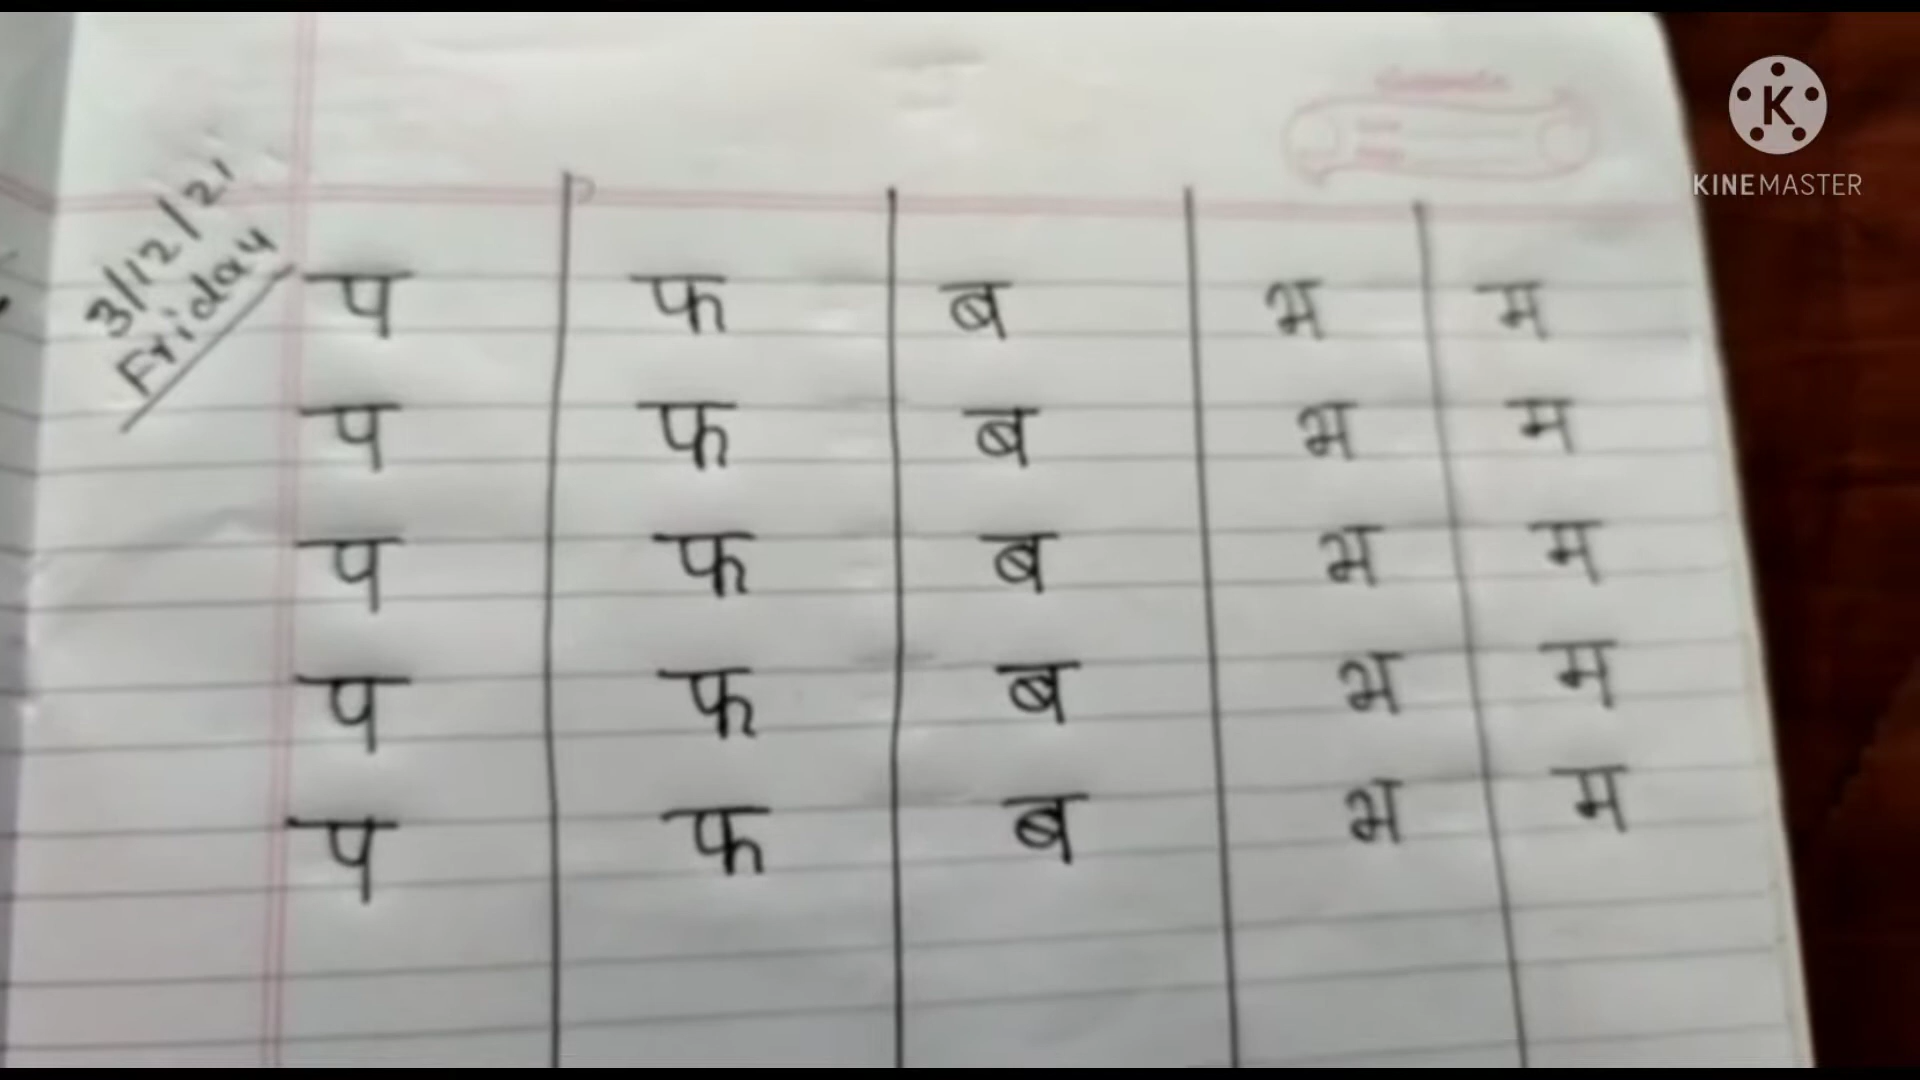 3/12/21
Friday
प फ ब भ म
प फ ब भ म
प फ ब भ म
प फ ब भ म
प फ ब भ म
K
KINEMASTER